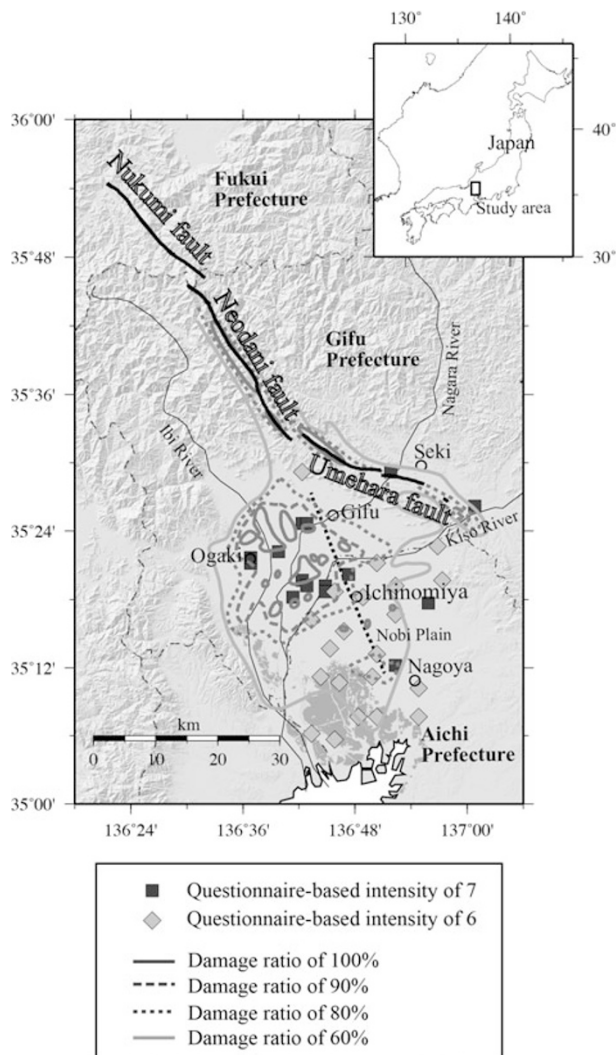 130° 140°
36°00'
40°
Japan
Study area
30°
Nukumi fault
Fukui
Prefecture
35°48'
Neodani fault
Gifu
Prefecture
Nagara River
35°36'
Ibi River
Seki
Umehara fault
Gifu
Kiso River
35°24'
Ogaki
Ichinomiya
Nobi Plain
35°12'
Nagoya
km
0 10 20 30
Aichi
Prefecture
35°00'
136°24' 136°36' 136°48' 137°00'
Questionnaire-based intensity of 7
Questionnaire-based intensity of 6
Damage ratio of 100%
Damage ratio of 90%
Damage ratio of 80%
Damage ratio of 60%